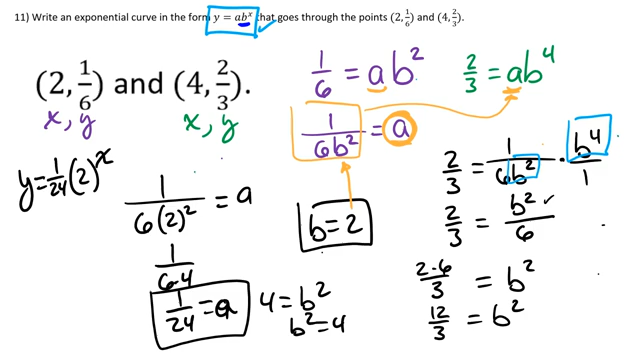 11) Write an exponential curve in the form y = ab^x that goes through the points (2, 1/6) and (4, 2/3).
(2, 1/6) and (4, 2/3).
x, y x, y
y = 1/24 (2)^x
1/(6(2)^2) = a
1/(6·4)
1/24 = a
1/6 = ab^2
1/(6b^2) = a
b = 2
4 = b^2
b^2 = 4
2/3 = ab^4
2/3 = 1/(6b^2) · b^4/1
2/3 = b^2/6
2·6/3 = b^2
12/3 = b^2